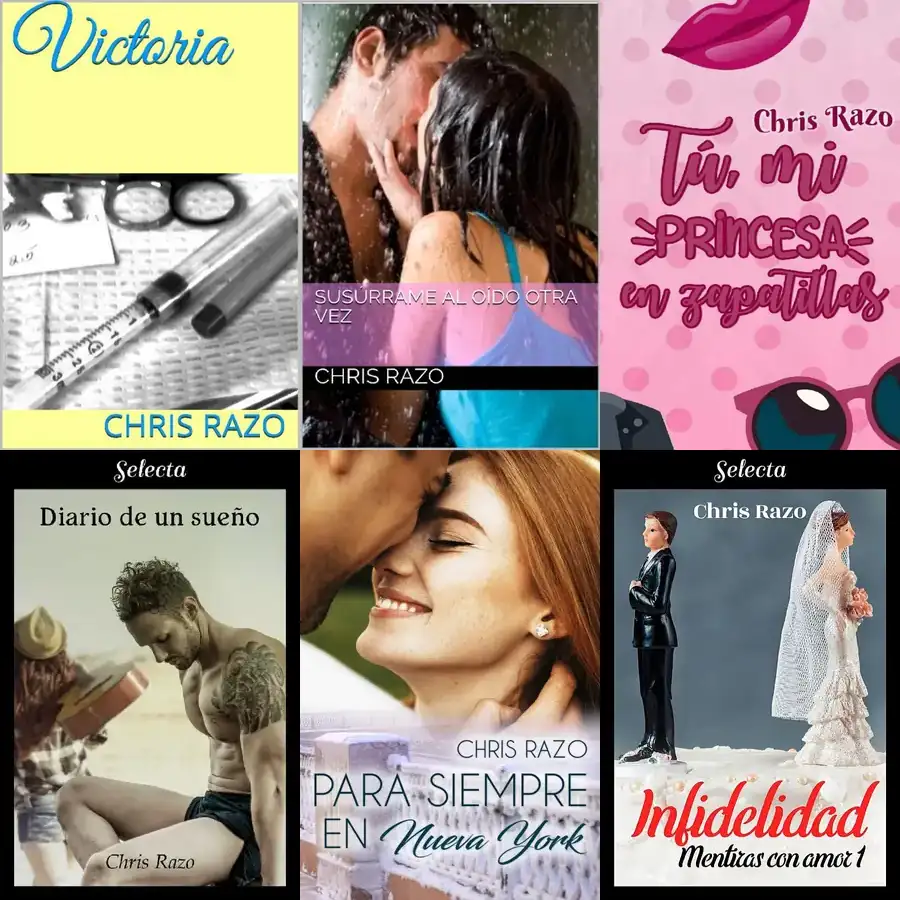 Victoria
CHRIS RAZO
SUSÚRRAME AL OÍDO OTRA
VEZ
CHRIS RAZO
Chris Razo
Tú, mi
PRINCESA
en zapatillas
Selecta
Diario de un sueño
Chris Razo
CHRIS RAZO
PARA SIEMPRE
EN Nueva York
Selecta
Chris Razo
Infidelidad
Mentiras con amor 1